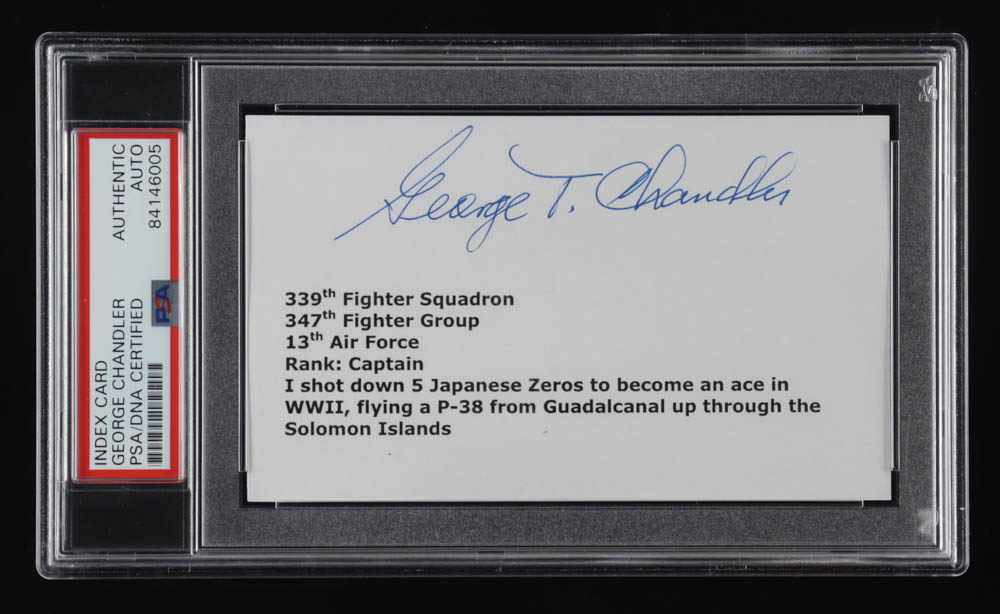 INDEX CARD
GEORGE CHANDLER
PSA/DNA CERTIFIED
AUTHENTIC
AUTO
84146005
PSA
George T. Chandler
339th Fighter Squadron
347th Fighter Group
13th Air Force
Rank: Captain
I shot down 5 Japanese Zeros to become an ace in
WWII, flying a P-38 from Guadalcanal up through the
Solomon Islands